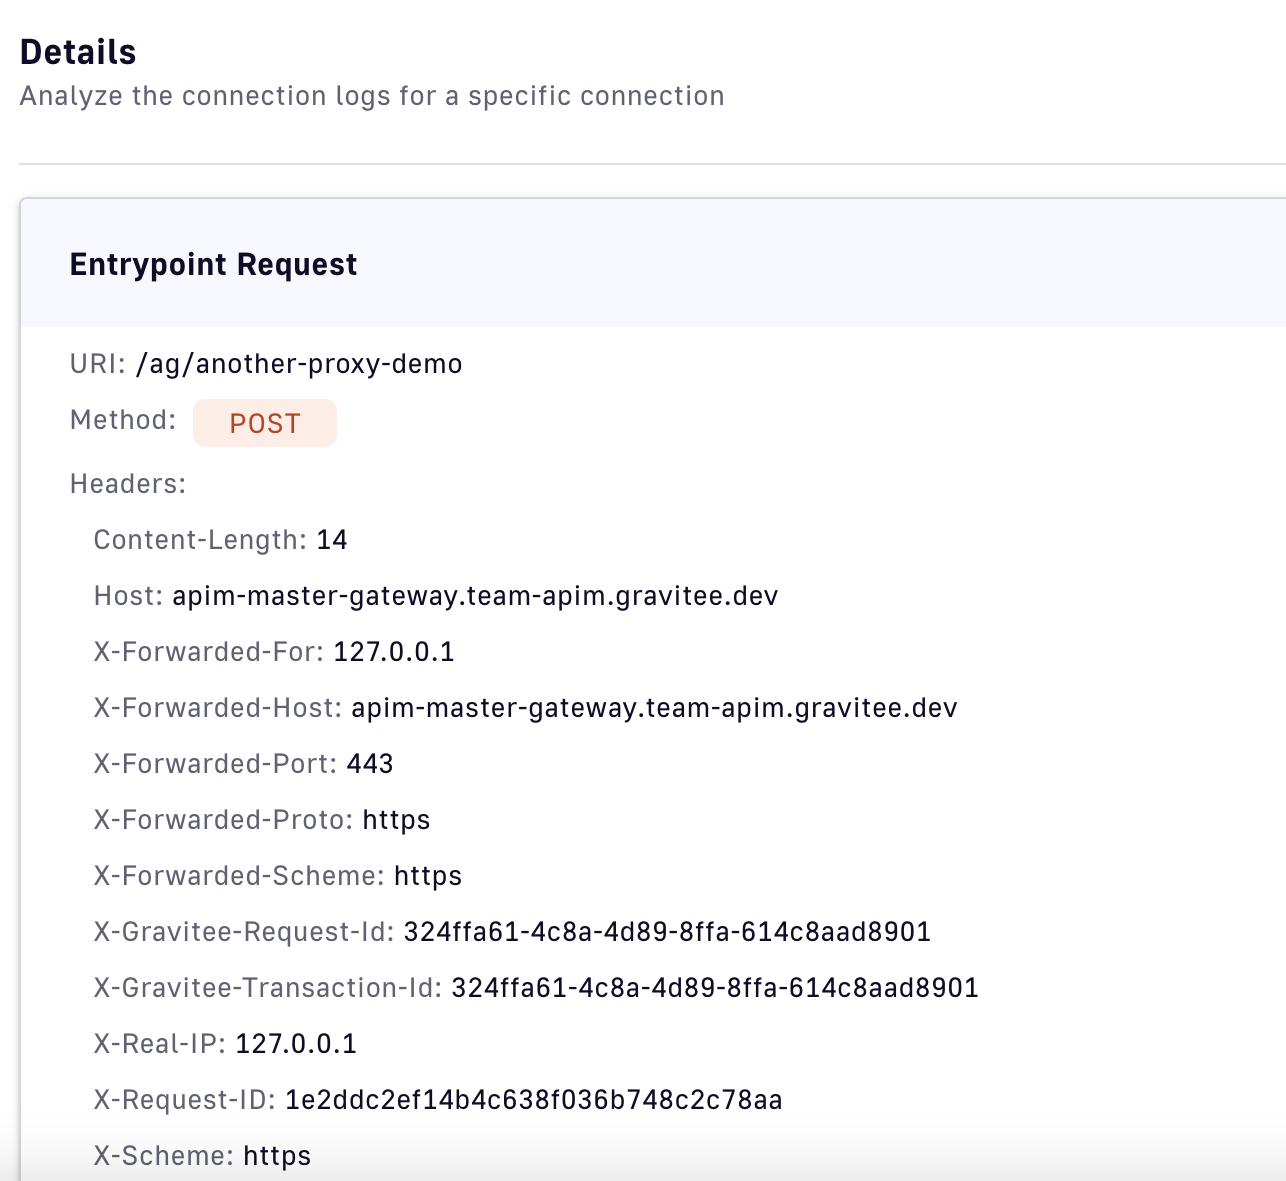 Details
Analyze the connection logs for a specific connection
Entrypoint Request
URI: /ag/another-proxy-demo
Method: POST
Headers:
Content-Length: 14
Host: apim-master-gateway.team-apim.gravitee.dev
X-Forwarded-For: 127.0.0.1
X-Forwarded-Host: apim-master-gateway.team-apim.gravitee.dev
X-Forwarded-Port: 443
X-Forwarded-Proto: https
X-Forwarded-Scheme: https
X-Gravitee-Request-Id: 324ffa61-4c8a-4d89-8ffa-614c8aad8901
X-Gravitee-Transaction-Id: 324ffa61-4c8a-4d89-8ffa-614c8aad8901
X-Real-IP: 127.0.0.1
X-Request-ID: 1e2ddc2ef14b4c638f036b748c2c78aa
X-Scheme: https